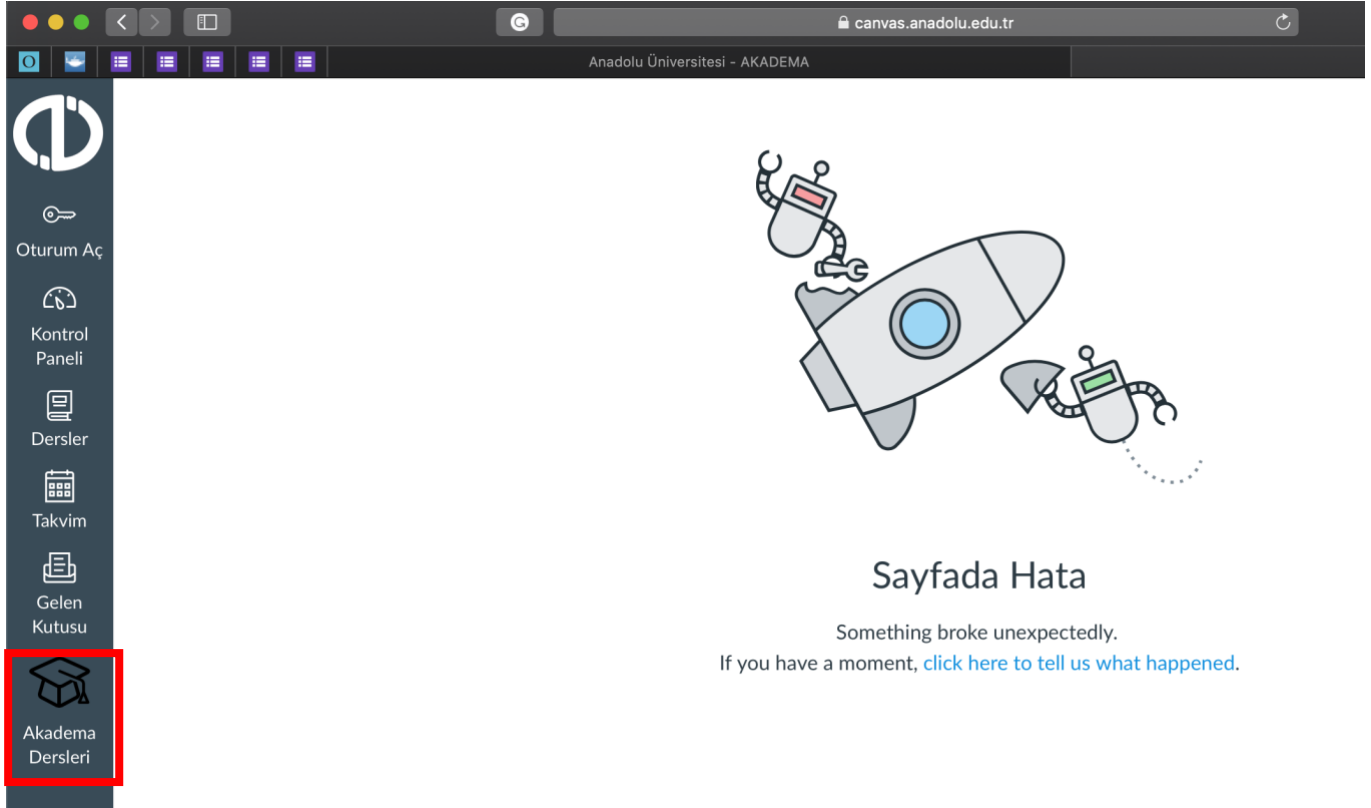 canvas.anadolu.edu.tr
Anadolu Üniversitesi - AKADEMA
Oturum Aç
Kontrol
Paneli
Dersler
Takvim
Gelen
Kutusu
Akadema
Dersleri
Sayfada Hata
Something broke unexpectedly.
If you have a moment, click here to tell us what happened.